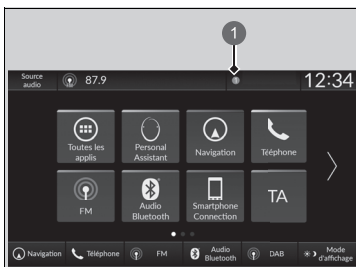 1
Source audio
87.9
12:34
Toutes les applis
Personal Assistant
Navigation
Tééphone
FM
Audio Bluetooth
Smartphone Connection
TA
Navigation
Téléphone
FM
Audio Bluetooth
DAB
Mode d'affichage